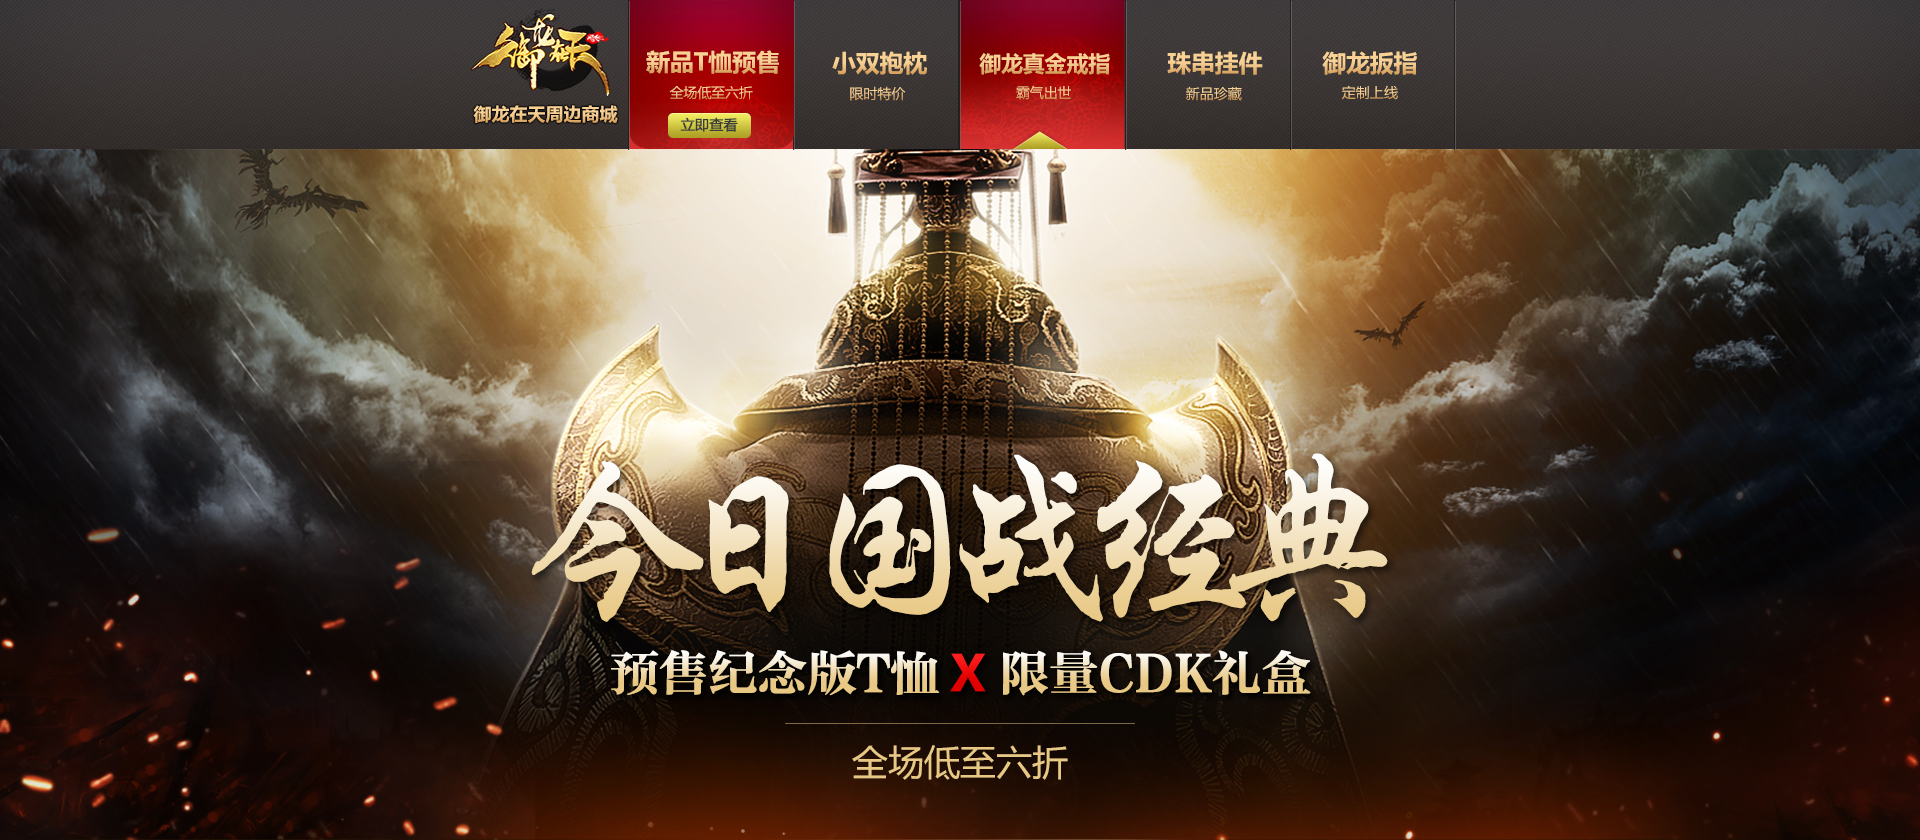 御龙在天
御龙在天周边商城
新品T恤预售
全场低至六折
立即查看
小双抱枕
限时特价
御龙真金戒指
霸气出世
珠串挂件
新品珍藏
御龙扳指
定制上线
今日国战经典
预售纪念版T恤 X 限量CDK礼盒
全场低至六折